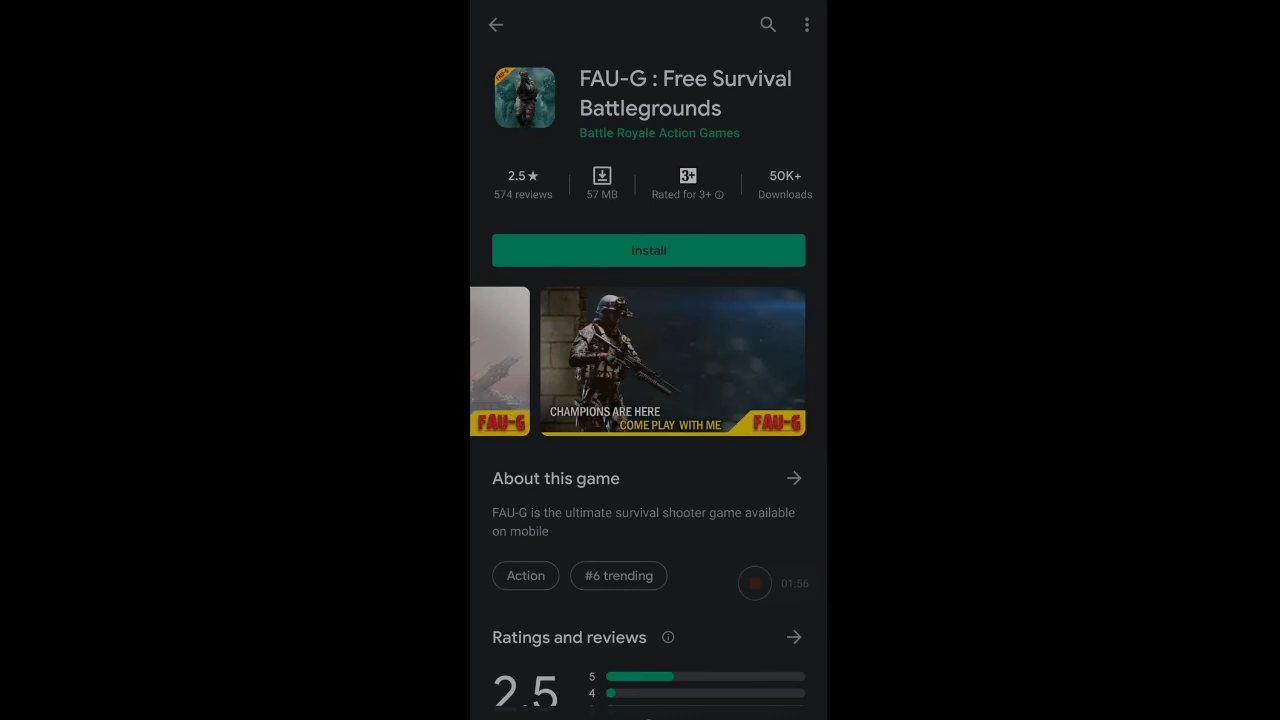 FAU-G : Free Survival
Battlegrounds
Battle Royale Action Games
2.5★
574 reviews
57 MB
3+
Rated for 3+
50K+
Downloads
Install
FAU-G
CHAMPIONS ARE HERE
COME PLAY WITH ME
FAU-G
About this game
FAU-G is the ultimate survival shooter game available
on mobile
Action
#6 trending
01:56
Ratings and reviews
2.5
5
4